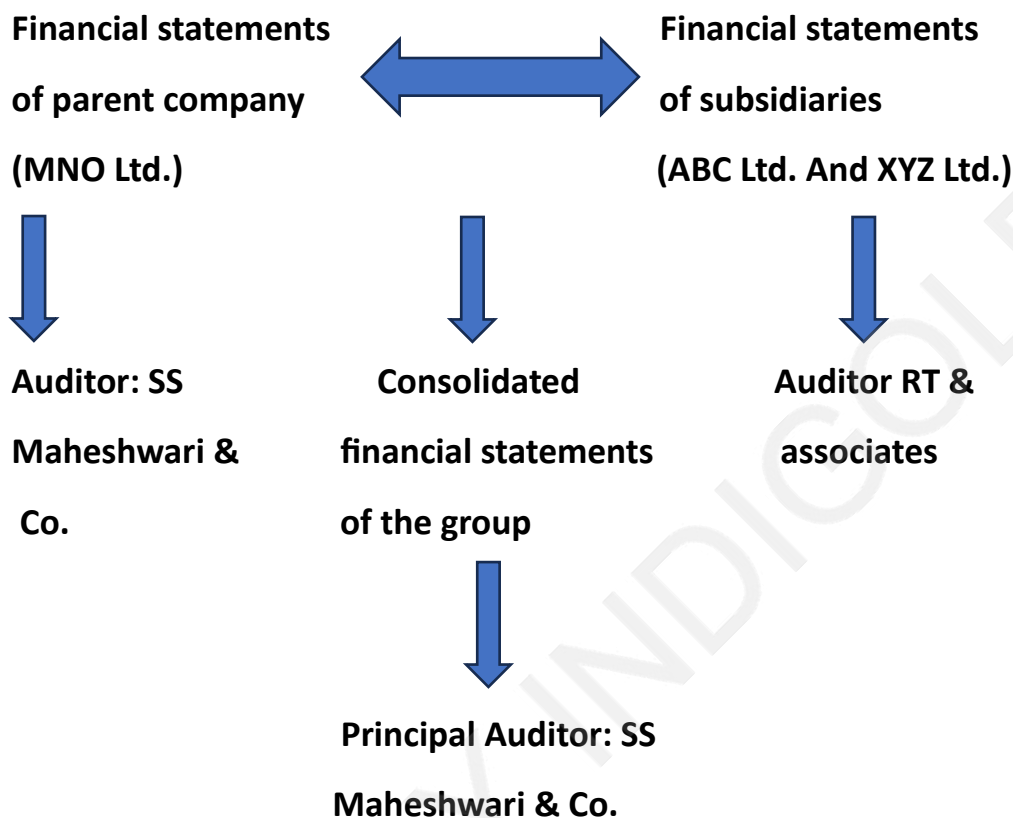 Financial statements
of parent company
(MNO Ltd.)
Financial statements
of subsidiaries
(ABC Ltd. And XYZ Ltd.)
Auditor: SS
Maheshwari &
Co.
Consolidated
financial statements
of the group
Auditor RT &
associates
Principal Auditor: SS
Maheshwari & Co.